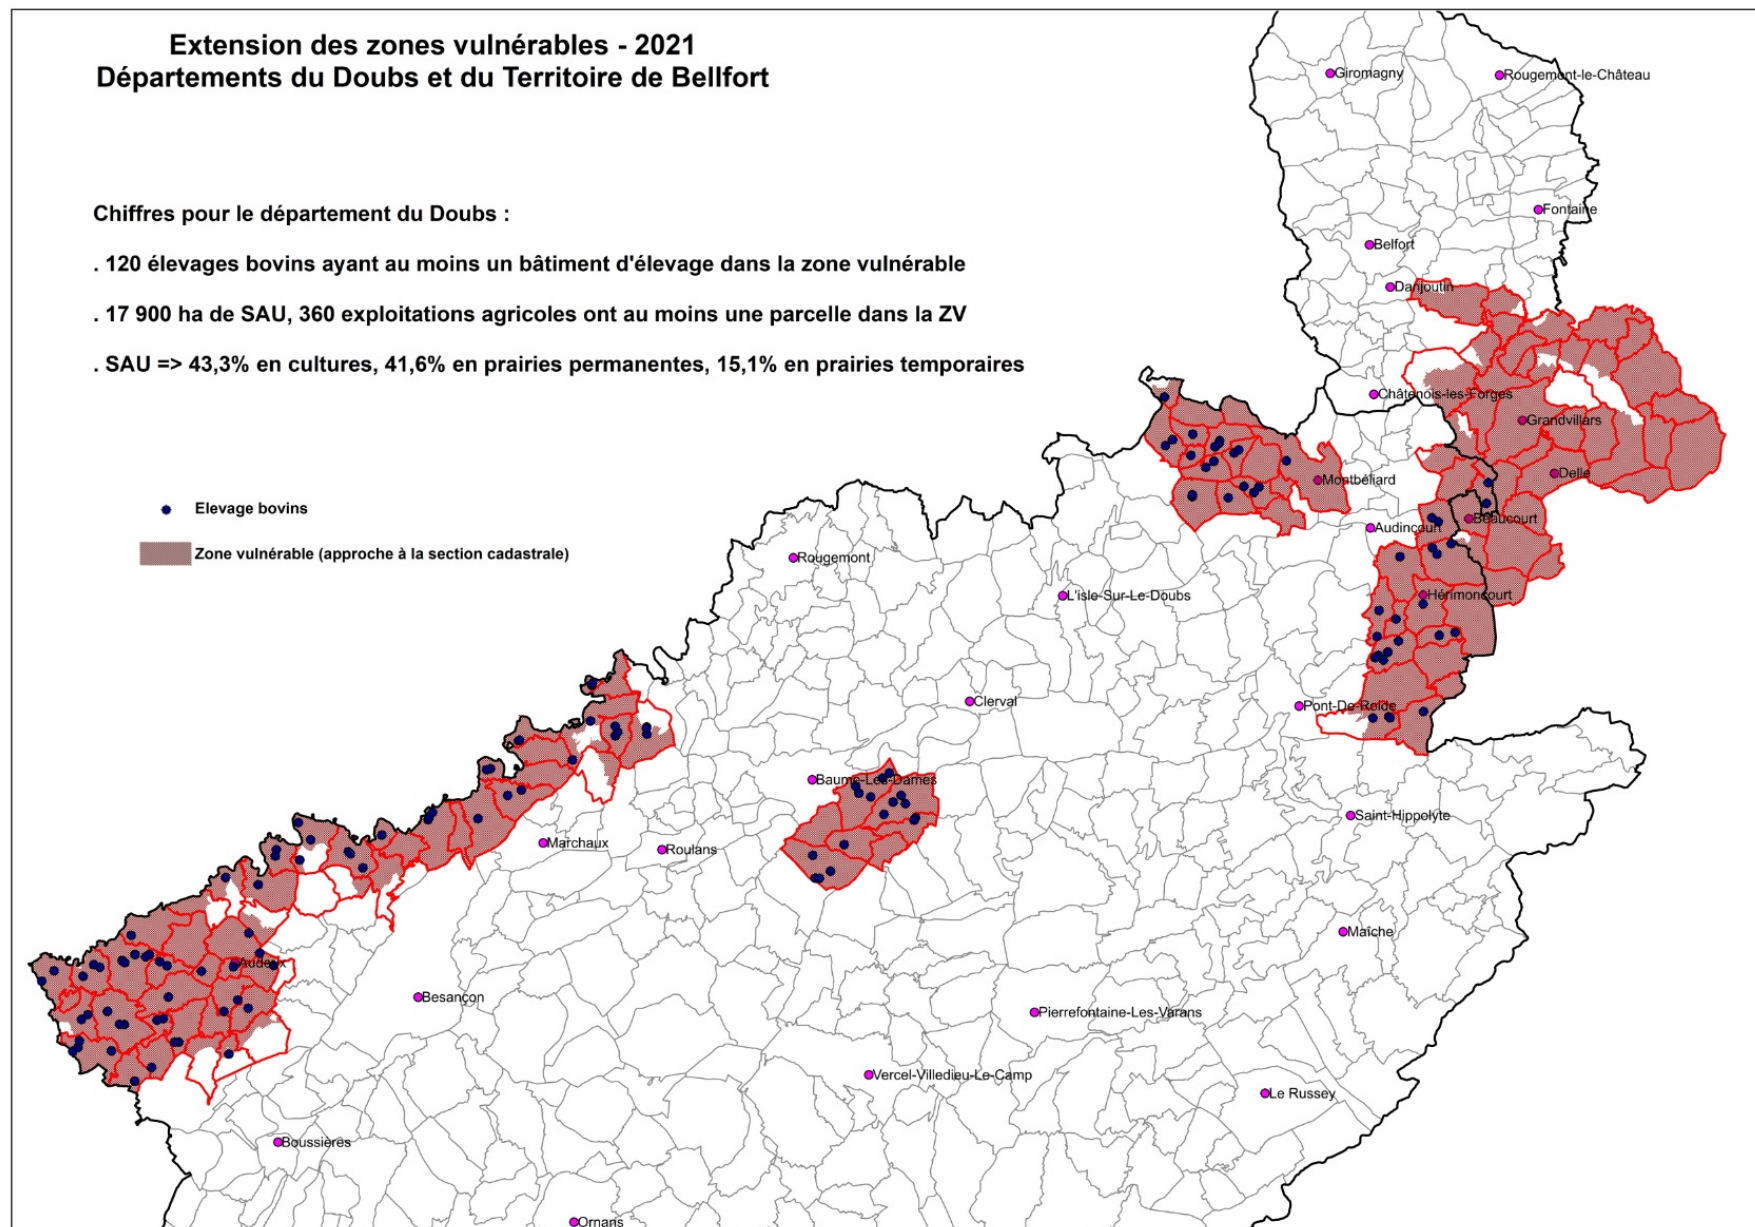 Extension des zones vulnérables - 2021
Départements du Doubs et du Territoire de Bellfort
Giromagny
Rougemont-le-Château
Chiffres pour le département du Doubs :
Fontaine
Belfort
. 120 élevages bovins ayant au moins un bâtiment d'élevage dans la zone vulnérable
Danjoutin
. 17 900 ha de SAU, 360 exploitations agricoles ont au moins une parcelle dans la ZV
. SAU => 43,3% en cultures, 41,6% en prairies permanentes, 15,1% en prairies temporaires
Châtenois-les-Forges
Grandvillars
Delle
Montbéliard
Elevage bovins
Beaucourt
Audincourt
Zone vulnérable (approche à la section cadastrale)
Rougemont
L'isle-Sur-Le-Doubs
Hérimoncourt
Clerval
Pont-De-Roide
Baume-Les-Dames
Saint-Hippolyte
Marchaux
Roulans
Maîche
Audeux
Besançon
Pierrefontaine-Les-Varans
Vercel-Villedieu-Le-Camp
Le Russey
Boussières
Ornans